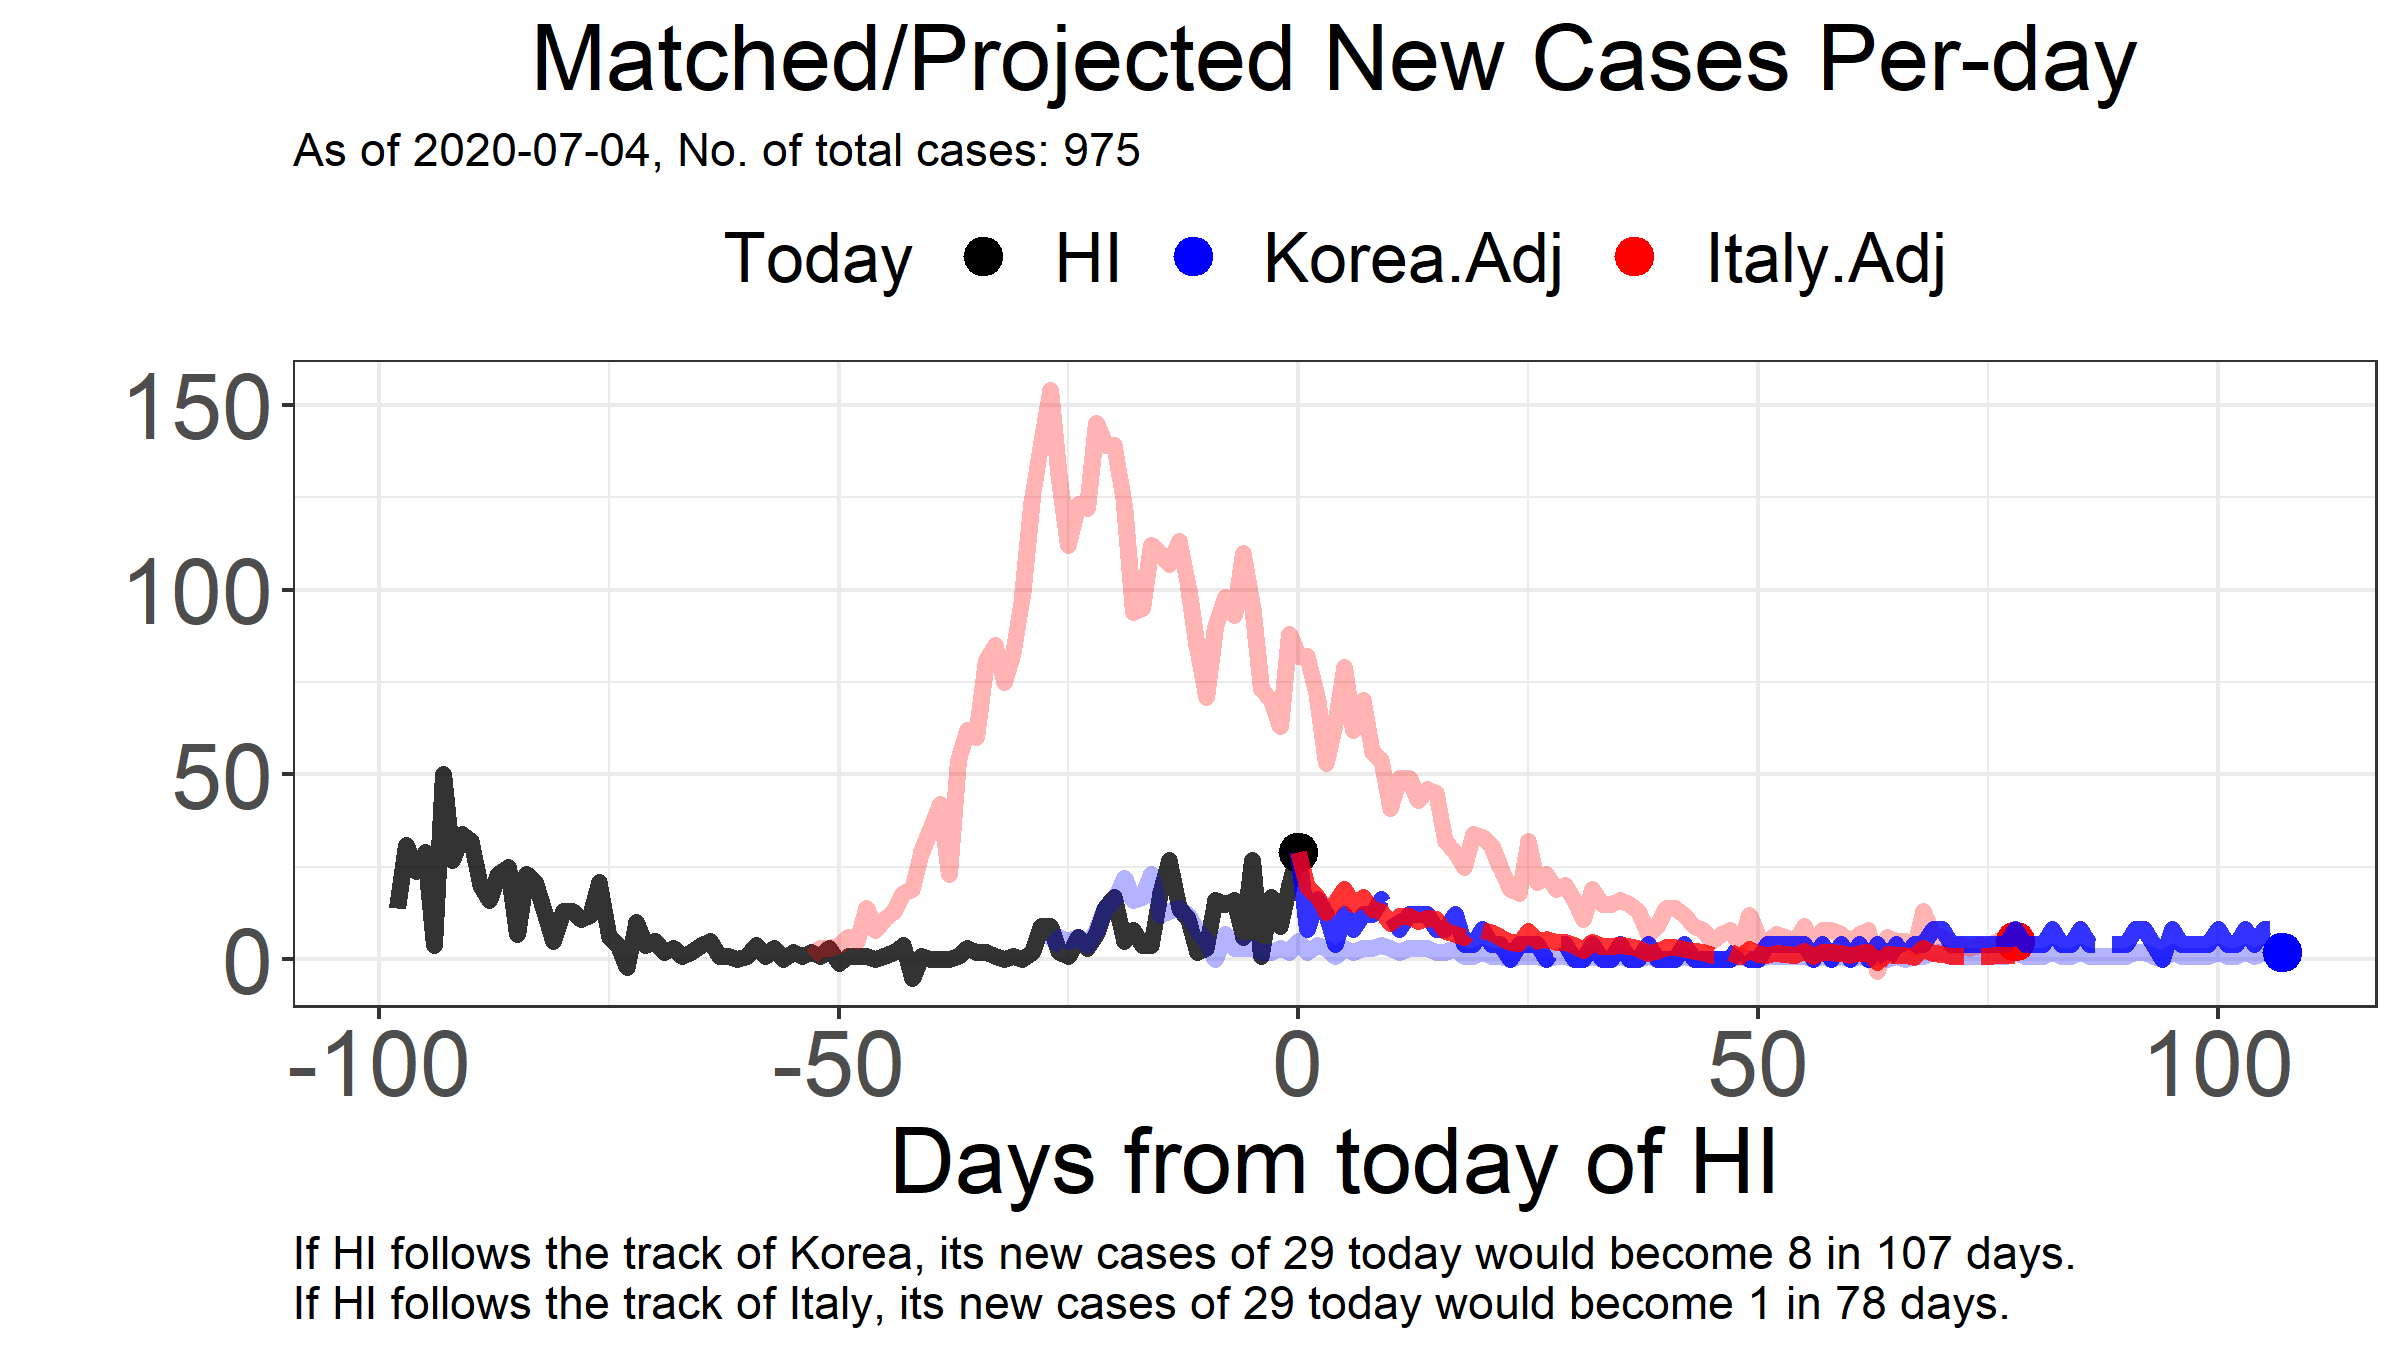 Matched/Projected New Cases Per-day
As of 2020-07-04, No. of total cases: 975
Today HI Korea.Adj Italy.Adj
150
100
50
0
-100 -50 0 50 100
Days from today of HI
If HI follows the track of Korea, its new cases of 29 today would become 8 in 107 days.
If HI follows the track of Italy, its new cases of 29 today would become 1 in 78 days.